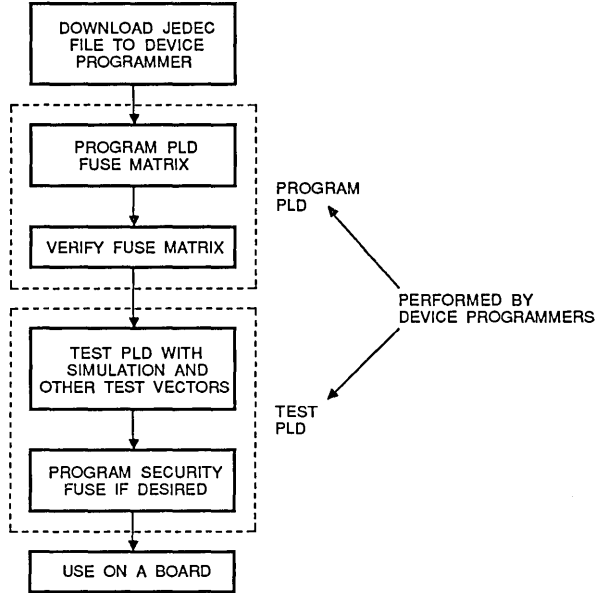 DOWNLOAD JEDEC
FILE TO DEVICE
PROGRAMMER
PROGRAM PLD
FUSE MATRIX
PROGRAM
PLD
VERIFY FUSE MATRIX
PERFORMED BY
DEVICE PROGRAMMERS
TEST PLD WITH
SIMULATION AND
OTHER TEST VECTORS
TEST
PLD
PROGRAM SECURITY
FUSE IF DESIRED
USE ON A BOARD